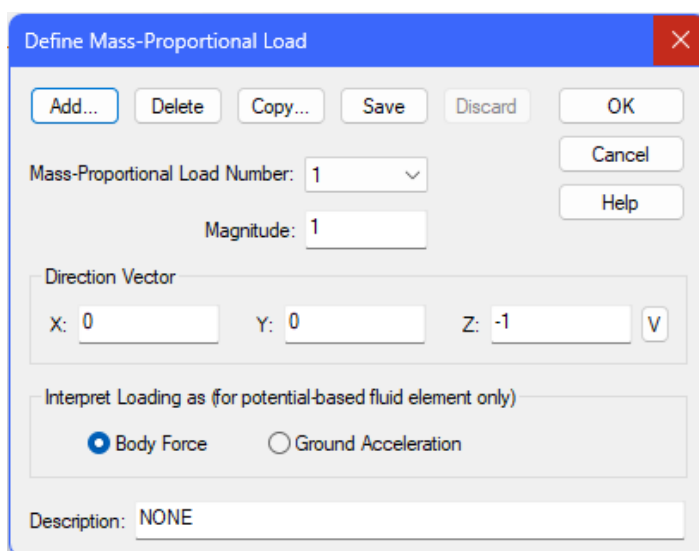 Define Mass-Proportional Load
Add... Delete Copy... Save Discard OK
Cancel
Mass-Proportional Load Number: 1
Help
Magnitude: 1
Direction Vector
X: 0 Y: 0 Z: -1 V
Interpret Loading as (for potential-based fluid element only)
Body Force Ground Acceleration
Description: NONE